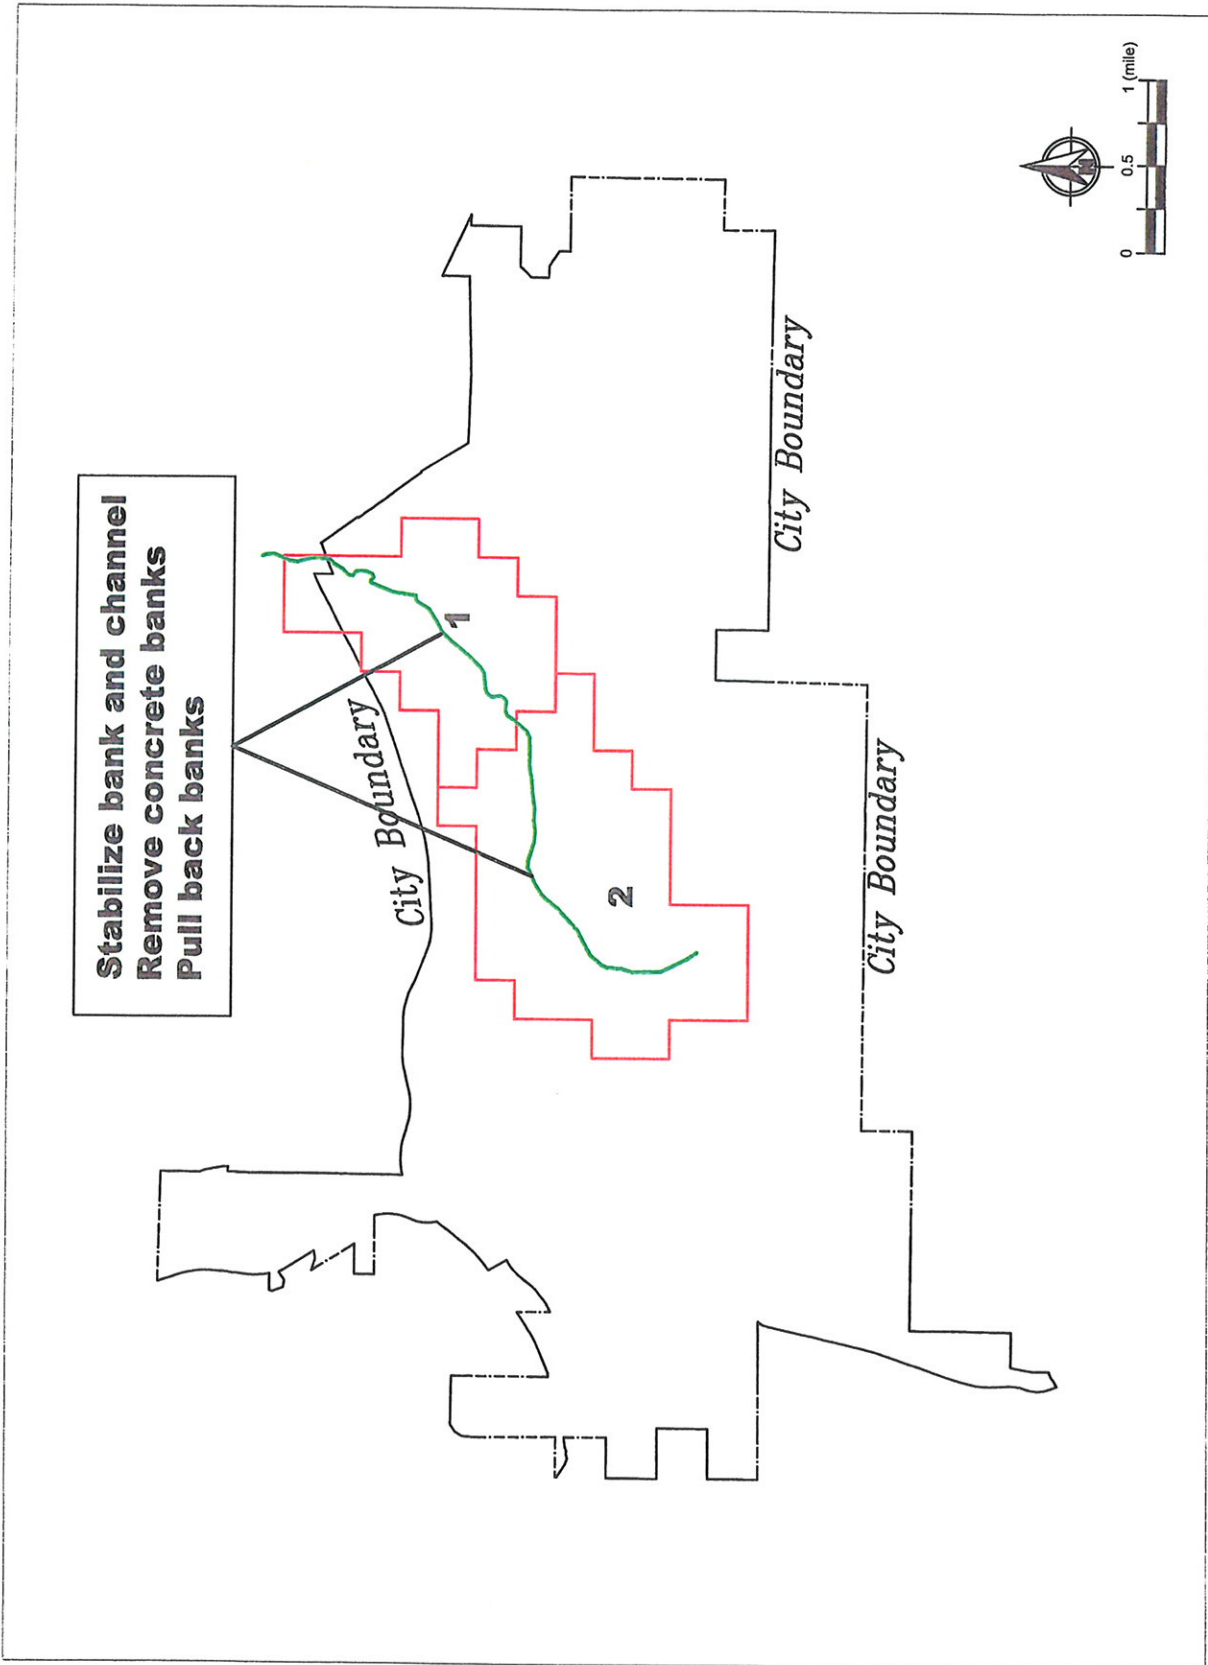 Stabilize bank and channel
Remove concrete banks
Pull back banks
City Boundary
1
2
City Boundary
City Boundary
N
0
0.5
1 (mile)